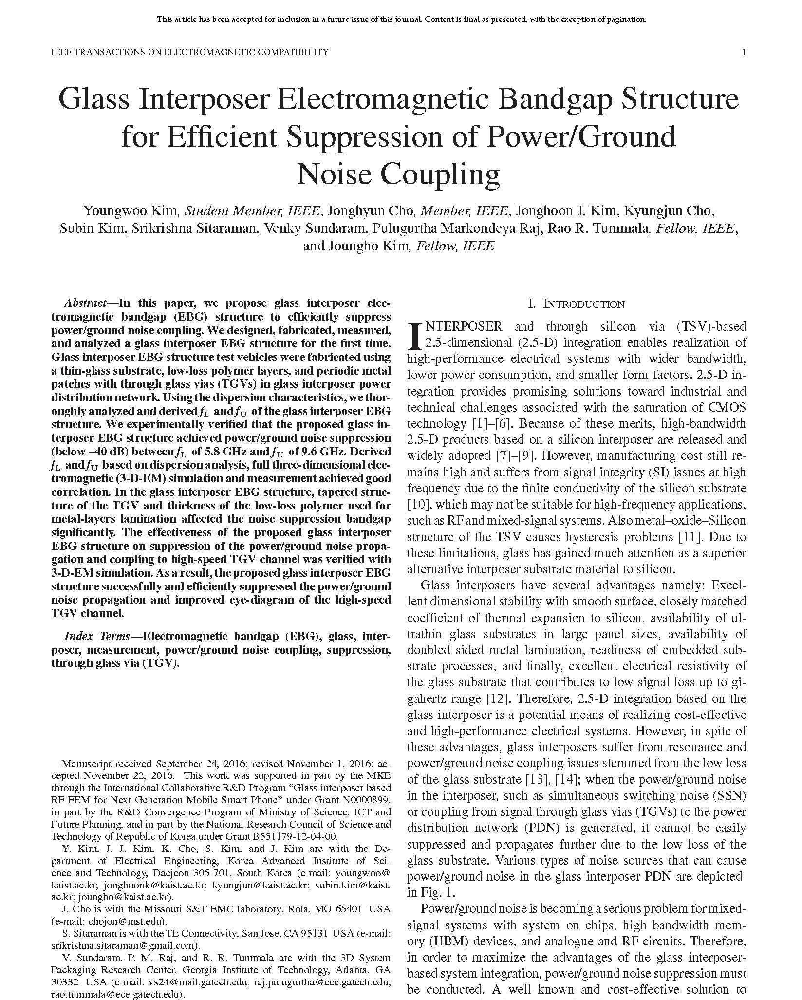 This article has been accepted for inclusion in a future issue of this journal. Content is final as presented, with the exception of pagination.
IEEE TRANSACTIONS ON ELECTROMAGNETIC COMPATIBILITY
1
Glass Interposer Electromagnetic Bandgap Structure
for Efficient Suppression of Power/Ground
Noise Coupling
Youngwoo Kim, Student Member, IEEE, Jonghyun Cho, Member, IEEE, Jonghoon J. Kim, Kyungjun Cho,
Subin Kim, Srikrishna Sitaraman, Venky Sundaram, Pulugurtha Markondeya Raj, Rao R. Tummala, Fellow, IEEE,
and Joungho Kim, Fellow, IEEE
Abstract—In this paper, we propose glass interposer elec-
tromagnetic bandgap (EBG) structure to efficiently suppress
power/ground noise coupling. We designed, fabricated, measured,
and analyzed a glass interposer EBG structure for the first time.
Glass interposer EBG structure test vehicles were fabricated using
a thin-glass substrate, low-loss polymer layers, and periodic metal
patches with through glass vias (TGVs) in glass interposer power
distribution network. Using the dispersion characteristics, we thor-
oughly analyzed and derived fL and fU of the glass interposer EBG
structure. We experimentally verified that the proposed glass in-
terposer EBG structure achieved power/ground noise suppression
(below –40 dB) between fL of 5.8 GHz and fU of 9.6 GHz. Derived
fL and fU based on dispersion analysis, full three-dimensional elec-
tromagnetic (3-D-EM) simulation and measurement achieved good
correlation. In the glass interposer EBG structure, tapered struc-
ture of the TGV and thickness of the low-loss polymer used for
metal-layers lamination affected the noise suppression bandgap
significantly. The effectiveness of the proposed glass interposer
EBG structure on suppression of the power/ground noise propa-
gation and coupling to high-speed TGV channel was verified with
3-D-EM simulation. As a result, the proposed glass interposer EBG
structure successfully and efficiently suppressed the power/ground
noise propagation and improved eye-diagram of the high-speed
TGV channel.
Index Terms—Electromagnetic bandgap (EBG), glass, inter-
poser, measurement, power/ground noise coupling, suppression,
through glass via (TGV).
Manuscript received September 24, 2016; revised November 1, 2016; ac-
cepted November 22, 2016. This work was supported in part by the MKE
through the International Collaborative R&D Program “Glass interposer based
RF FEM for Next Generation Mobile Smart Phone” under Grant N0000899,
in part by the R&D Convergence Program of Ministry of Science, ICT and
Future Planning, and in part by the National Research Council of Science and
Technology of Republic of Korea under Grant B551179-12-04-00.
Y. Kim, J. J. Kim, K. Cho, S. Kim, and J. Kim are with the De-
partment of Electrical Engineering, Korea Advanced Institute of Sci-
ence and Technology, Daejeon 305-701, South Korea (e-mail: youngwoo@
kaist.ac.kr; jonghoonk@kaist.ac.kr; kyungjun@kaist.ac.kr; subin.kim@kaist.
ac.kr; joungho@kaist.ac.kr).
J. Cho is with the Missouri S&T EMC laboratory, Rola, MO 65401 USA
(e-mail: chojon@mst.edu).
S. Sitaraman is with the TE Connectivity, San Jose, CA 95131 USA (e-mail:
srikrishna.sitaraman@gmail.com).
V. Sundaram, P. M. Raj, and R. R. Tummala are with the 3D System
Packaging Research Center, Georgia Institute of Technology, Atlanta, GA
30332 USA (e-mail: vs24@mail.gatech.edu; raj.pulugurtha@ece.gatech.edu;
rao.tummala@ece.gatech.edu).
I. INTRODUCTION
INTERPOSER and through silicon via (TSV)-based
2.5-dimensional (2.5-D) integration enables realization of
high-performance electrical systems with wider bandwidth,
lower power consumption, and smaller form factors. 2.5-D in-
tegration provides promising solutions toward industrial and
technical challenges associated with the saturation of CMOS
technology [1]–[6]. Because of these merits, high-bandwidth
2.5-D products based on a silicon interposer are released and
widely adopted [7]–[9]. However, manufacturing cost still re-
mains high and suffers from signal integrity (SI) issues at high
frequency due to the finite conductivity of the silicon substrate
[10], which may not be suitable for high-frequency applications,
such as RF and mixed-signal systems. Also metal–oxide–Silicon
structure of the TSV causes hysteresis problems [11]. Due to
these limitations, glass has gained much attention as a superior
alternative interposer substrate material to silicon.
Glass interposers have several advantages namely: Excel-
lent dimensional stability with smooth surface, closely matched
coefficient of thermal expansion to silicon, availability of ul-
trathin glass substrates in large panel sizes, availability of
doubled sided metal lamination, readiness of embedded sub-
strate processes, and finally, excellent electrical resistivity of
the glass substrate that contributes to low signal loss up to gi-
gahertz range [12]. Therefore, 2.5-D integration based on the
glass interposer is a potential means of realizing cost-effective
and high-performance electrical systems. However, in spite of
these advantages, glass interposers suffer from resonance and
power/ground noise coupling issues stemmed from the low loss
of the glass substrate [13], [14]; when the power/ground noise
in the interposer, such as simultaneous switching noise (SSN)
or coupling from signal through glass vias (TGVs) to the power
distribution network (PDN) is generated, it cannot be easily
suppressed and propagates further due to the low loss of the
glass substrate. Various types of noise sources that can cause
power/ground noise in the glass interposer PDN are depicted
in Fig. 1.
Power/ground noise is becoming a serious problem for mixed-
signal systems with system on chips, high bandwidth mem-
ory (HBM) devices, and analogue and RF circuits. Therefore,
in order to maximize the advantages of the glass interposer-
based system integration, power/ground noise suppression must
be conducted. A well known and cost-effective solution to